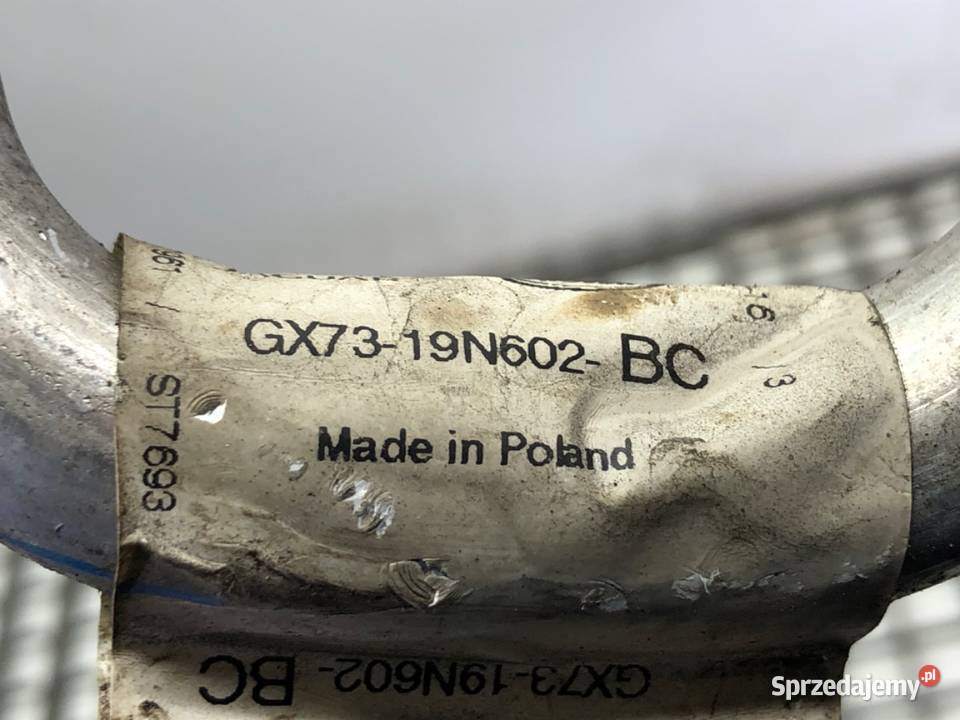 GX73-19N602- BC
Made in Poland
ST7693
GX73-19N602- BC
Sprzedajemy.pl